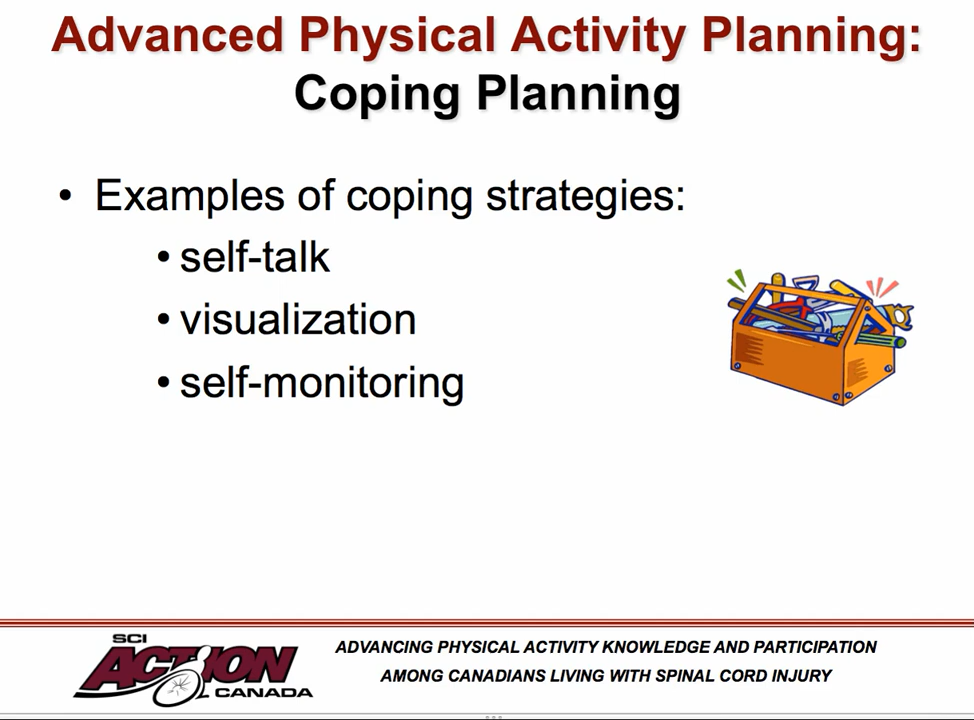 Advanced Physical Activity Planning:
Coping Planning
• Examples of coping strategies:
• self-talk
• visualization
• self-monitoring
SCI
ACTION
CANADA
ADVANCING PHYSICAL ACTIVITY KNOWLEDGE AND PARTICIPATION
AMONG CANADIANS LIVING WITH SPINAL CORD INJURY